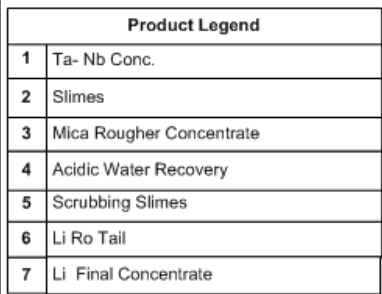 Product Legend
1 Ta- Nb Conc.
2 Slimes
3 Mica Rougher Concentrate
4 Acidic Water Recovery
5 Scrubbing Slimes
6 Li Ro Tail
7 Li Final Concentrate